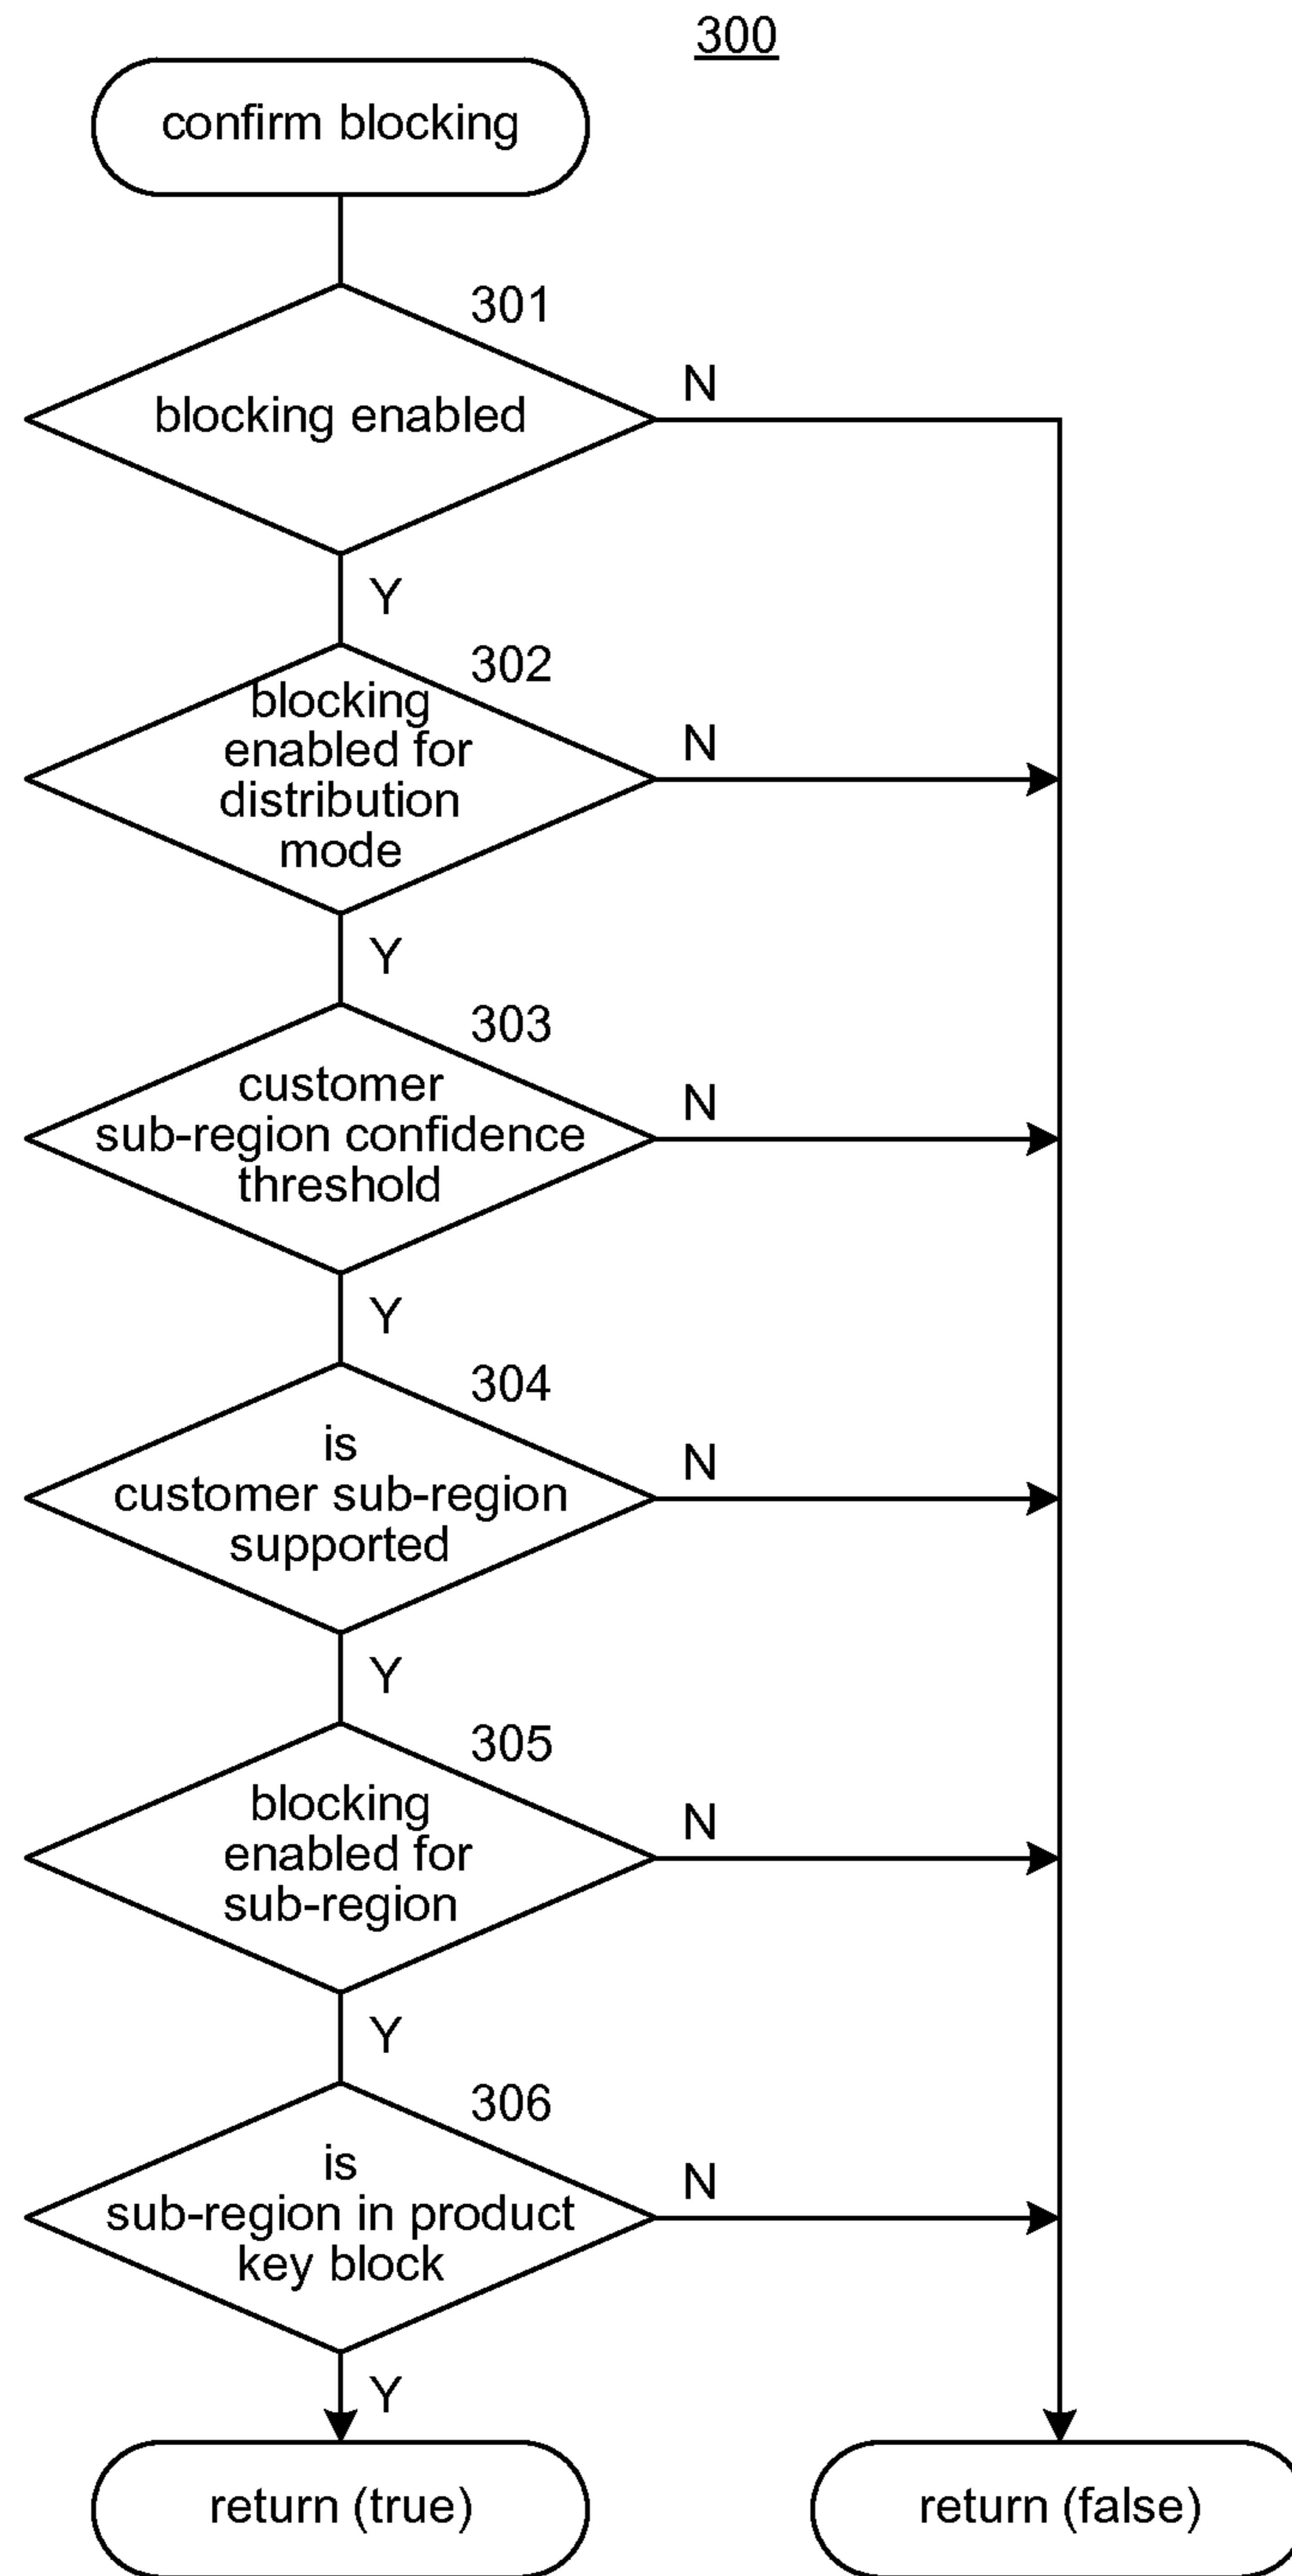 300
confirm blocking
301
blocking enabled
N
Y
302
blocking
enabled for
distribution
mode
N
Y
303
customer
sub-region confidence
threshold
N
Y
304
is
customer sub-region
supported
N
Y
305
blocking
enabled for
sub-region
N
Y
306
is
sub-region in product
key block
N
Y
return (true)
return (false)